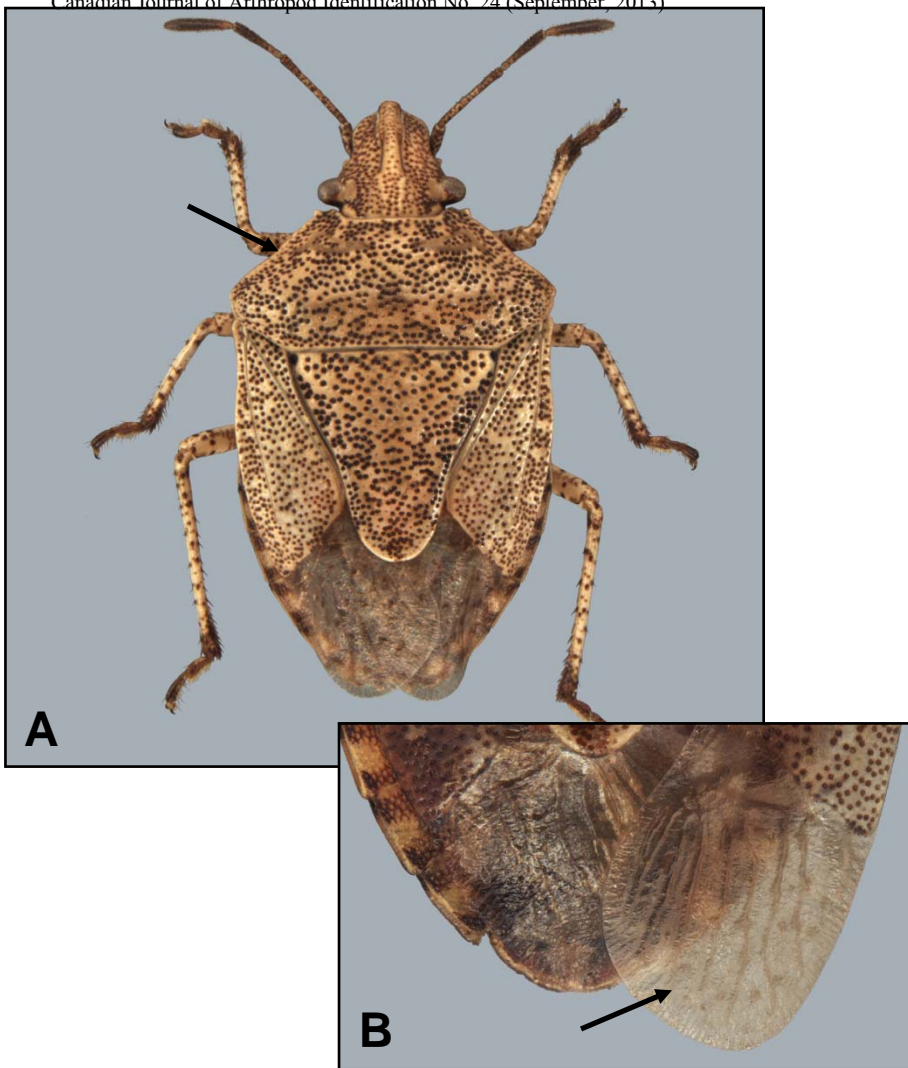 Canadian Journal of Arthropod Identification No. 24 (September, 2013)
A
B